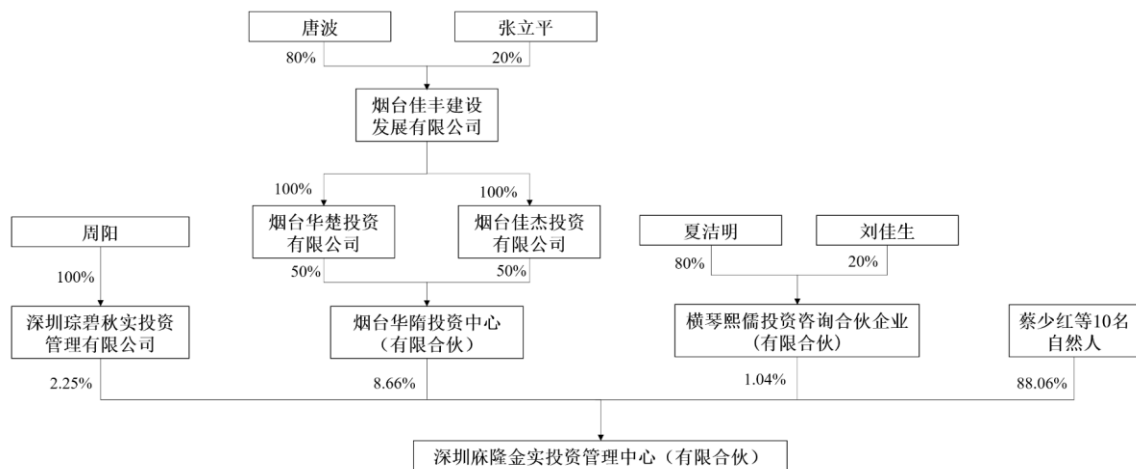 唐波
张立平
80%
20%
烟台佳丰建设
发展有限公司
100%
100%
周阳
烟台华楚投资
有限公司
烟台佳杰投资
有限公司
夏洁明
刘佳生
100%
50%
50%
80%
20%
深圳琮碧秋实投资
管理有限公司
烟台华隋投资中心
（有限合伙）
横琴熙儒投资咨询合伙企业
(有限合伙)
蔡少红等10名
自然人
2.25%
8.66%
1.04%
88.06%
深圳麻隆金实投资管理中心（有限合伙）